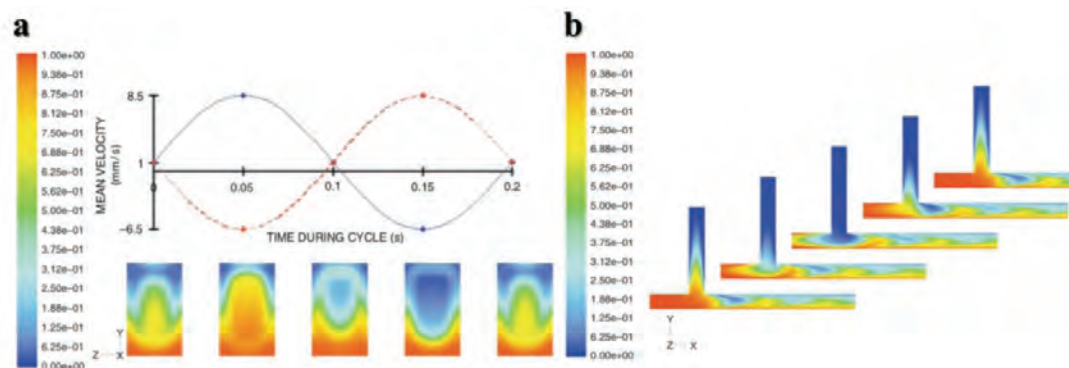 a
1.00e+00
9.38e-01
8.75e-01
8.12e-01
7.50e-01
6.88e-01
6.25e-01
5.62e-01
5.00e-01
4.38e-01
3.75e-01
3.12e-01
2.50e-01
1.88e-01
1.25e-01
6.25e-02
0.00e+00
MEAN VELOCITY
(mm/s)
8.5
1
-6.5
0
0.05
0.1
0.15
0.2
TIME DURING CYCLE (s)
Y
Z X
b
1.00e+00
9.38e-01
8.75e-01
8.12e-01
7.50e-01
6.88e-01
6.25e-01
5.62e-01
5.00e-01
4.38e-01
3.75e-01
3.12e-01
2.50e-01
1.88e-01
1.25e-01
6.25e-02
0.00e+00
Y
Z X